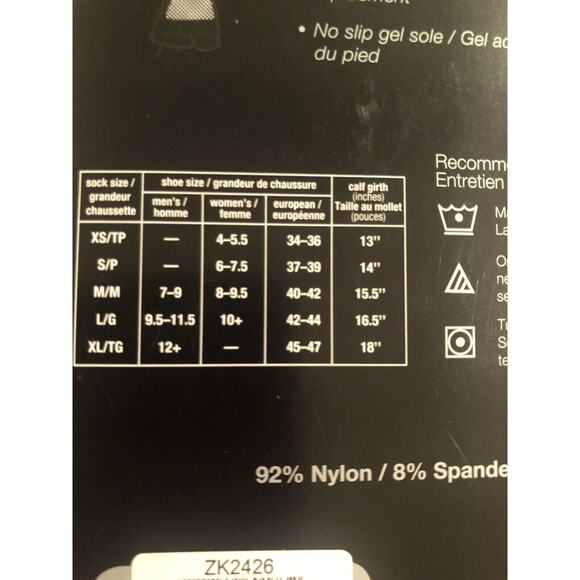 • No slip gel sole / Gel
du pied
Recomm
Entretien
sock size /
grandeur
chaussette
shoe size / grandeur de chaussure
men's /
homme
women's /
femme
european /
européenne
calf girth
(inches)
Taille au mollet
(pouces)
XS/TP — 4–5.5 34–36 13"
S/P — 6–7.5 37–39 14"
M/M 7–9 8–9.5 40–42 15.5"
L/G 9.5–11.5 10+ 42–44 16.5"
XL/TG 12+ — 45–47 18"
92% Nylon / 8% Spande
ZK2426